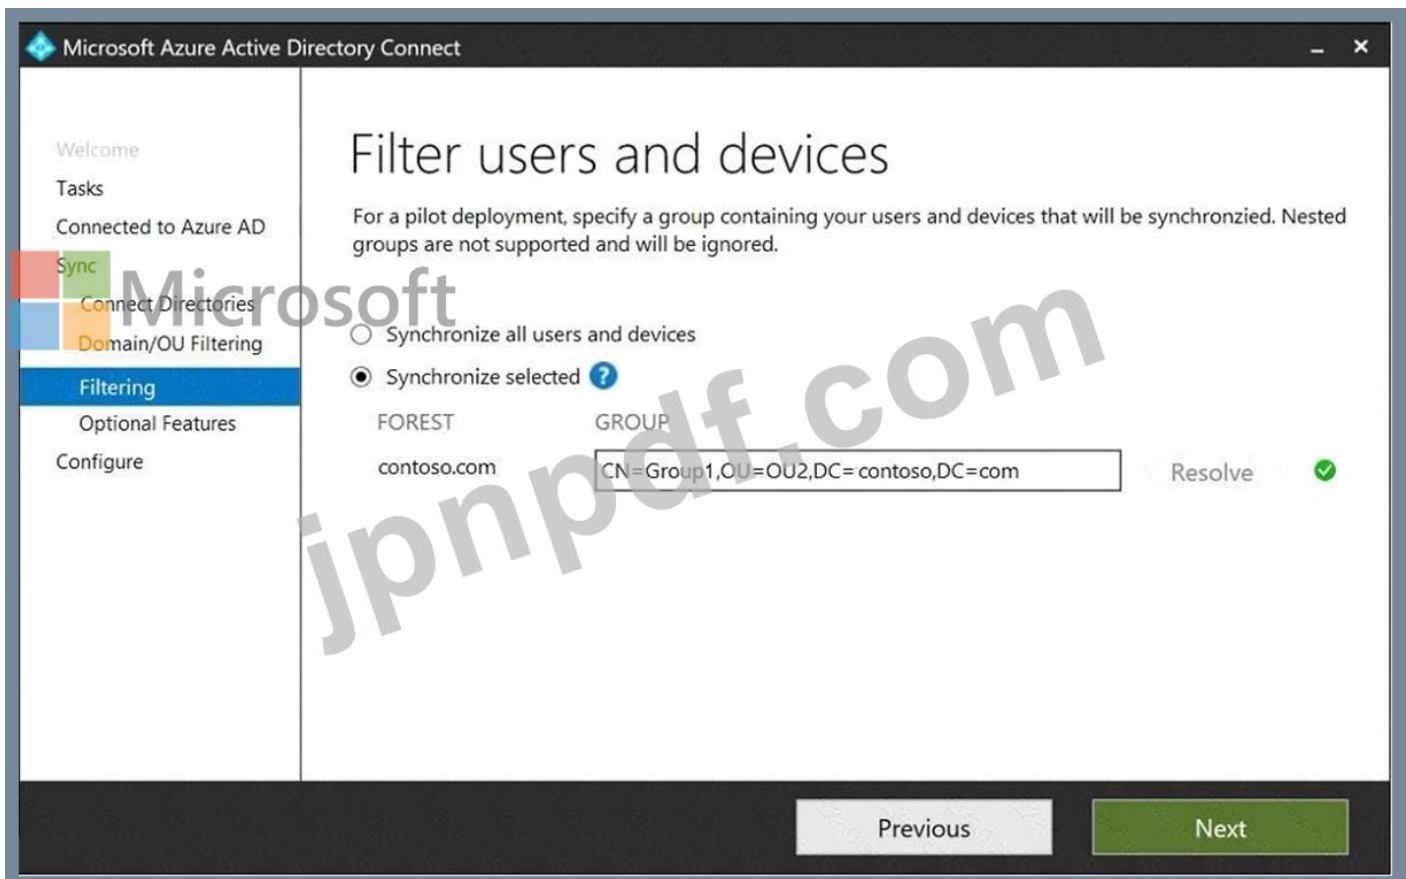 Microsoft Azure Active Directory Connect
Welcome
Tasks
Connected to Azure AD
Sync
Connect Directories
Domain/OU Filtering
Filtering
Optional Features
Configure
Filter users and devices
For a pilot deployment, specify a group containing your users and devices that will be synchronzied. Nested
groups are not supported and will be ignored.
Synchronize all users and devices
Synchronize selected ?
FOREST GROUP
contoso.com CN=Group1,OU=OU2,DC= contoso,DC=com Resolve
Previous Next
Microsoft
jpnpdf.com